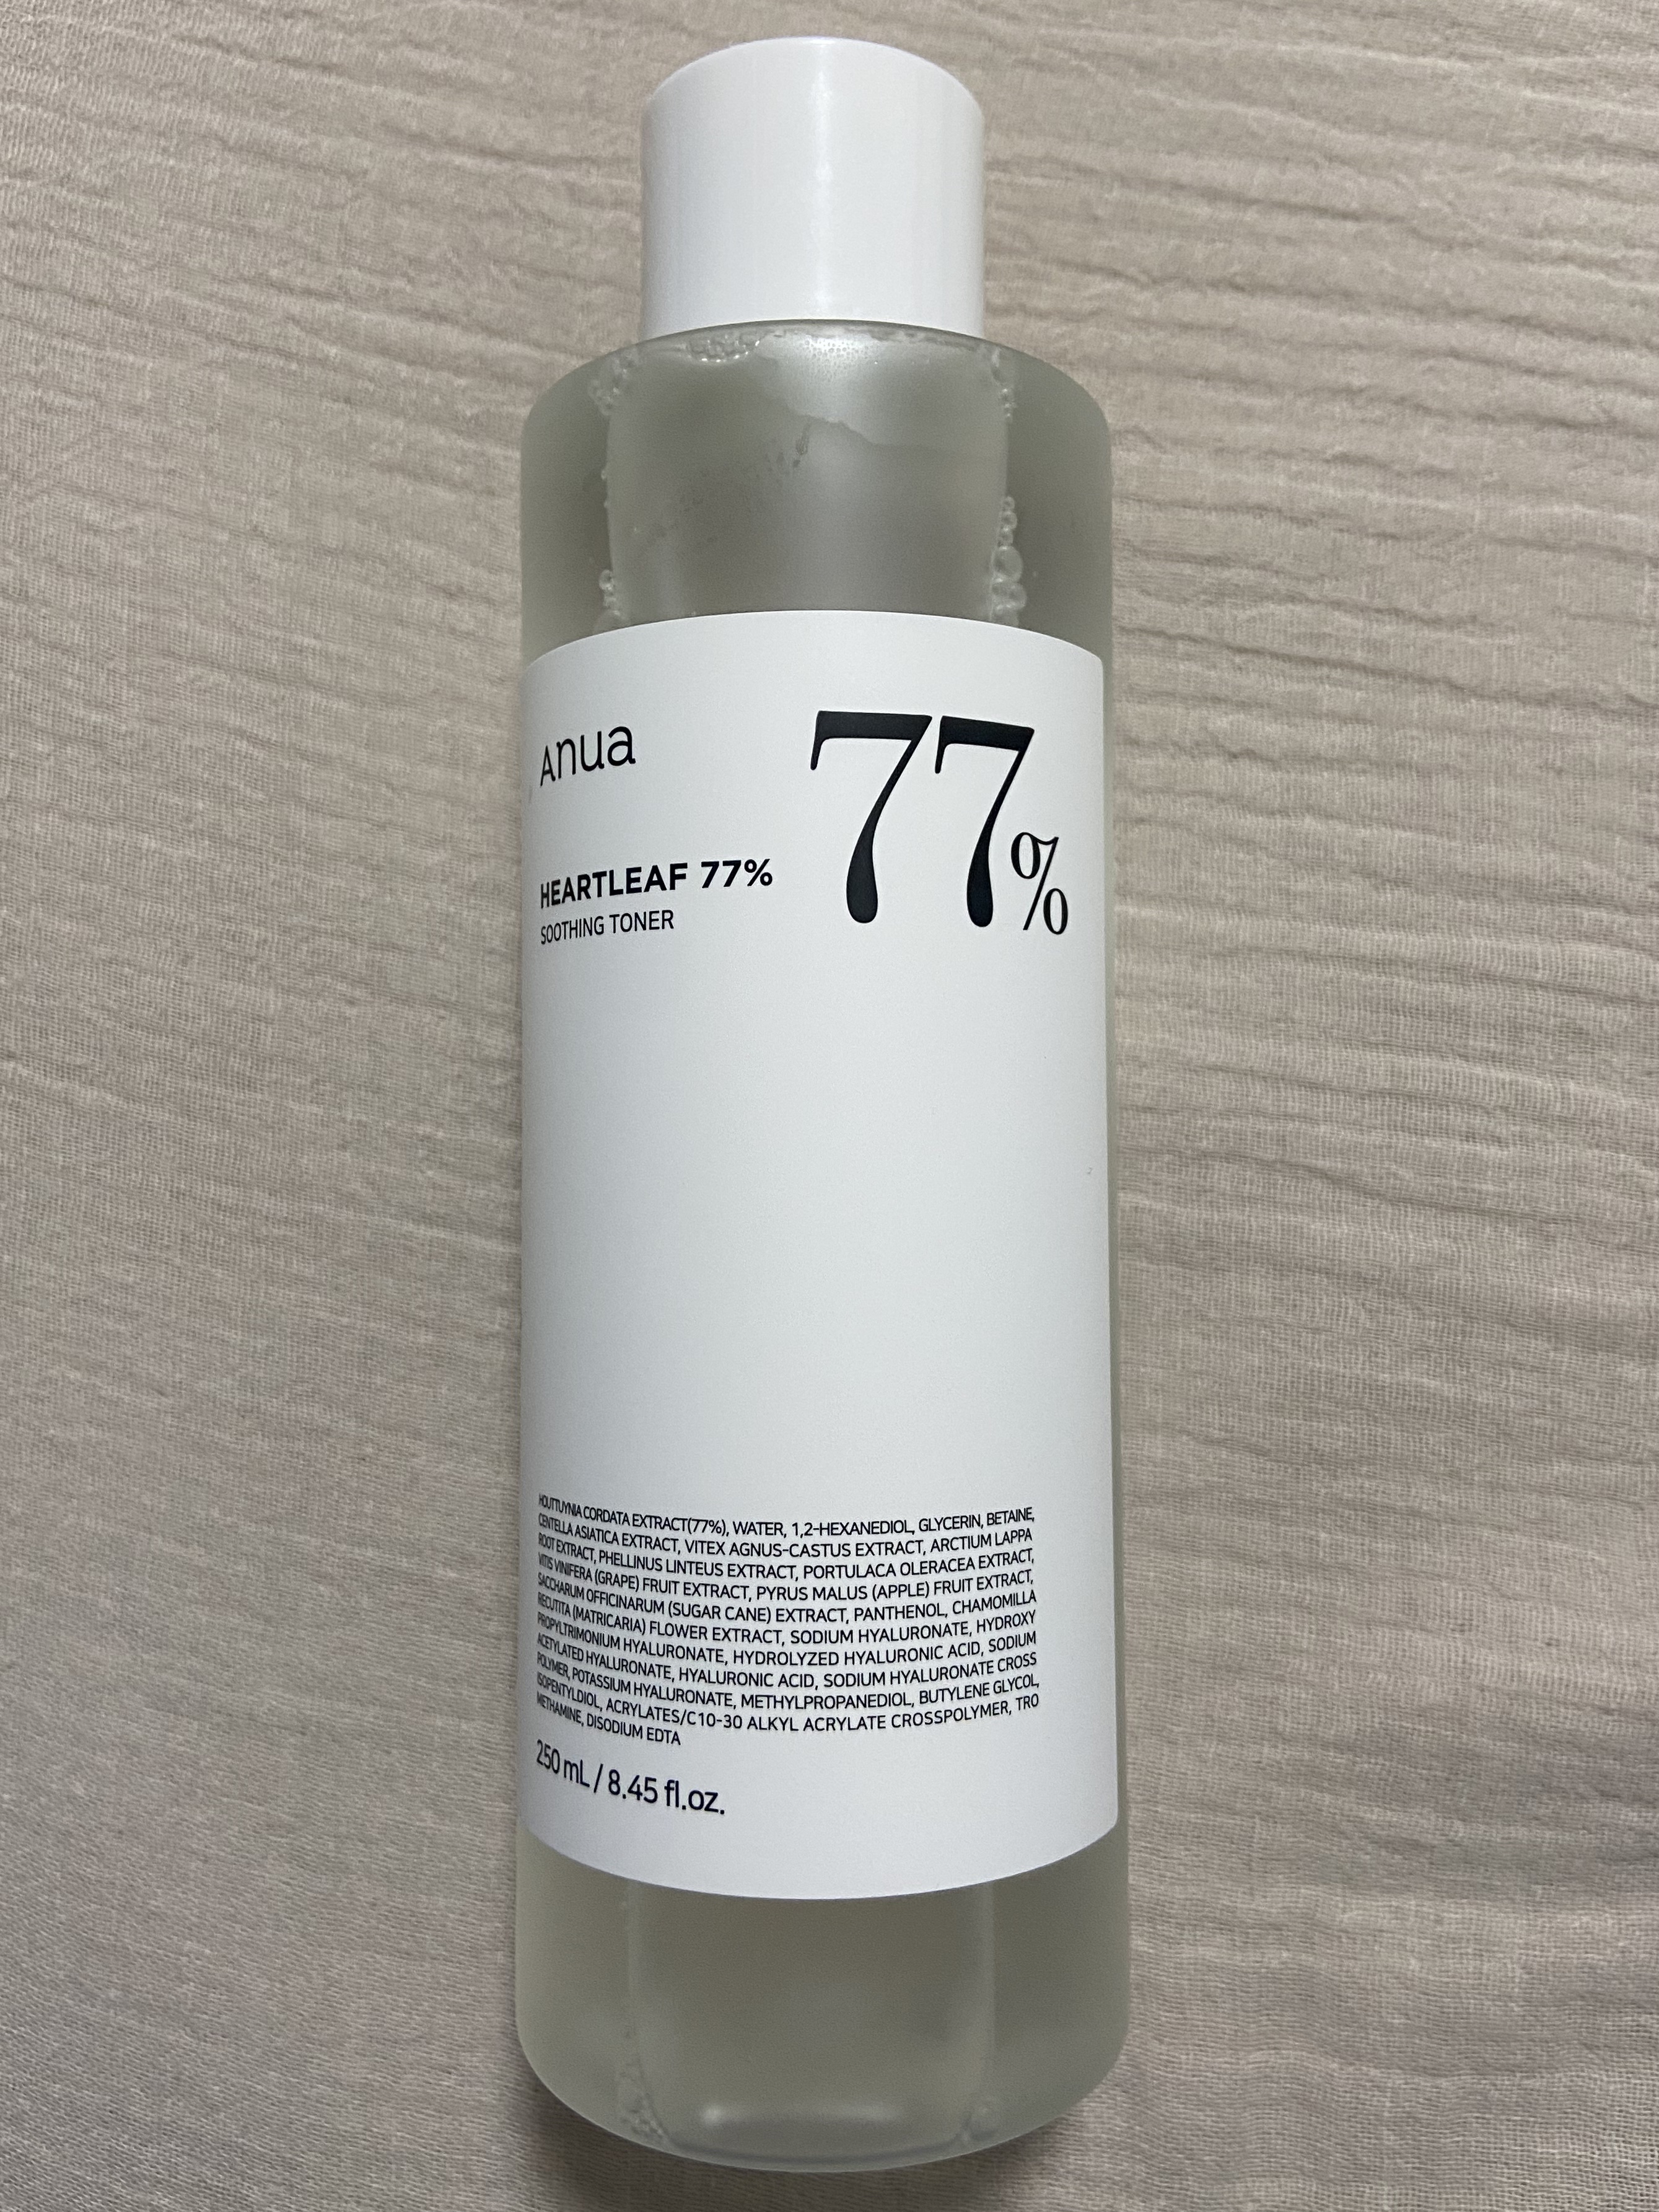 Anua
77%
HEARTLEAF 77%
SOOTHING TONER
HOUTTUYNIA CORDATA EXTRACT(77%), WATER, 1,2-HEXANEDIOL, GLYCERIN, BETAINE,
CENTELLA ASIATICA EXTRACT, VITEX AGNUS-CASTUS EXTRACT, ARCTIUM LAPPA
ROOT EXTRACT, PHELLINUS LINTEUS EXTRACT, PORTULACA OLERACEA EXTRACT,
VITIS VINIFERA (GRAPE) FRUIT EXTRACT, PYRUS MALUS (APPLE) FRUIT EXTRACT,
SACCHARUM OFFICINARUM (SUGAR CANE) EXTRACT, PANTHENOL, CHAMOMILLA
RECUTITA (MATRICARIA) FLOWER EXTRACT, SODIUM HYALURONATE, HYDROXY
PROPYLTRIMONIUM HYALURONATE, HYDROLYZED HYALURONIC ACID, SODIUM
ACETYLATED HYALURONATE, HYALURONIC ACID, SODIUM HYALURONATE CROSS
POLYMER, POTASSIUM HYALURONATE, METHYLPROPANEDIOL, BUTYLENE GLYCOL,
ISOPENTYLDIOL, ACRYLATES/C10-30 ALKYL ACRYLATE CROSSPOLYMER, TRO
METHAMINE, DISODIUM EDTA
250 mL / 8.45 fl.oz.